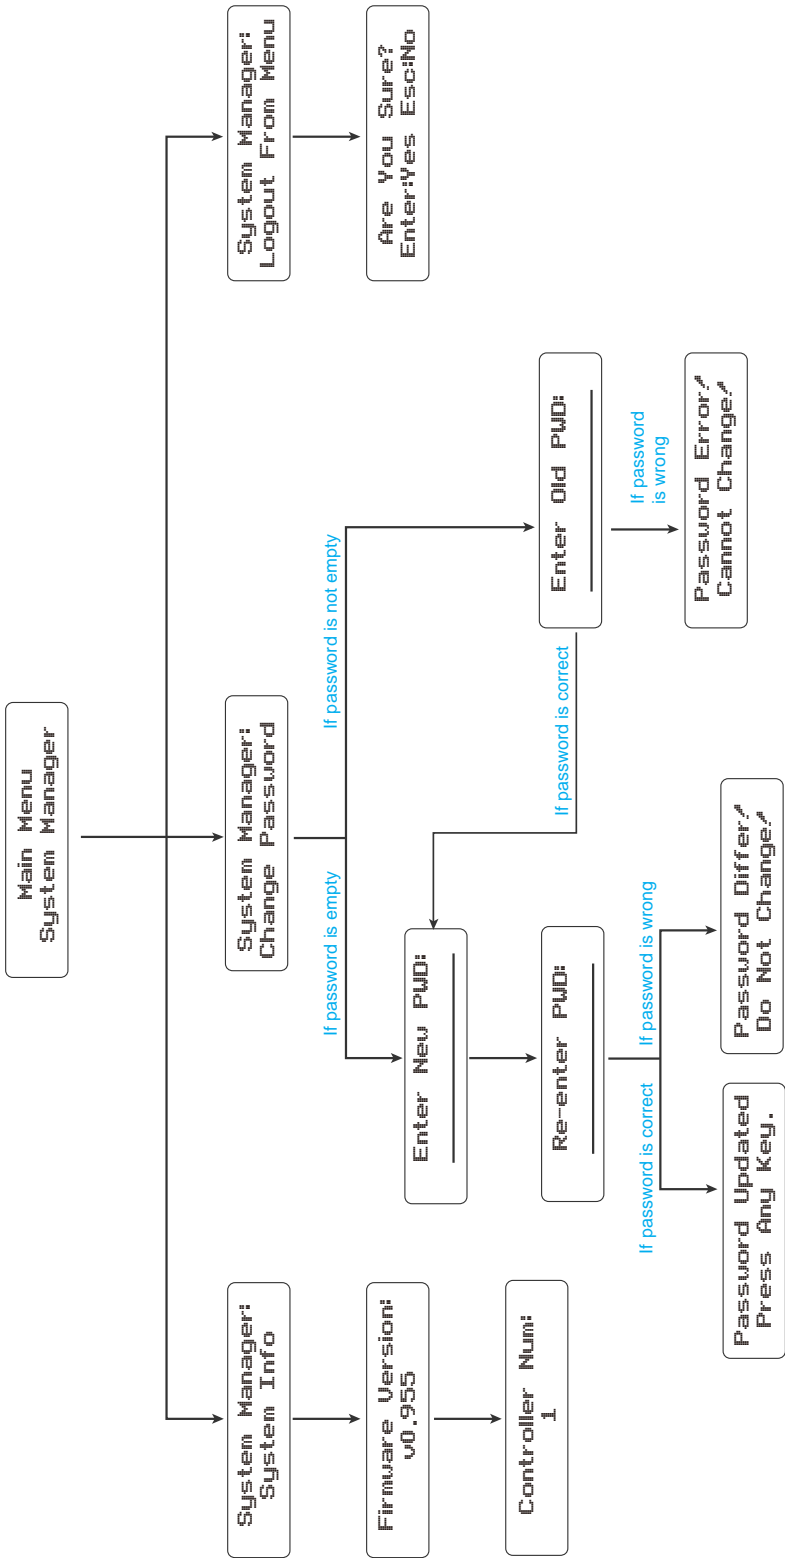 Main Menu
System Manager
System Manager:
System Info
System Manager:
Change Password
System Manager:
Logout From Menu
Firmware Version:
v0.955
Controller Num:
1
If password is empty
If password is not empty
Enter New PWD:
Enter Old PWD:
If password is correct
If password
is wrong
Re-enter PWD:
Password Error!
Cannot Change!
If password is correct
If password is wrong
Password Updated
Press Any Key.
Password Differ!
Do Not Change!
Are You Sure?
Enter:Yes Esc:No